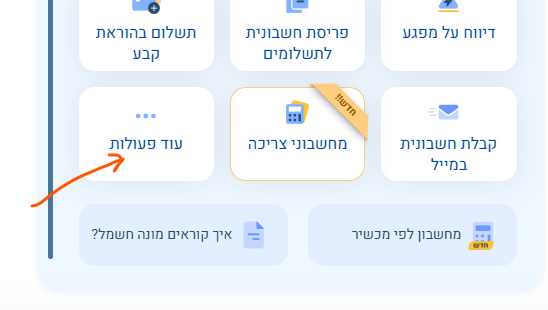 דיווח על מפגע
פריסת חשבונית
לתשלומים
תשלום בהוראת
קבע
קבלת חשבונית
במייל
חדש!!
מחשבוני צריכה
עוד פעולות
חדש
מחשבון לפי מכשיר
איך קוראים מונה חשמל?